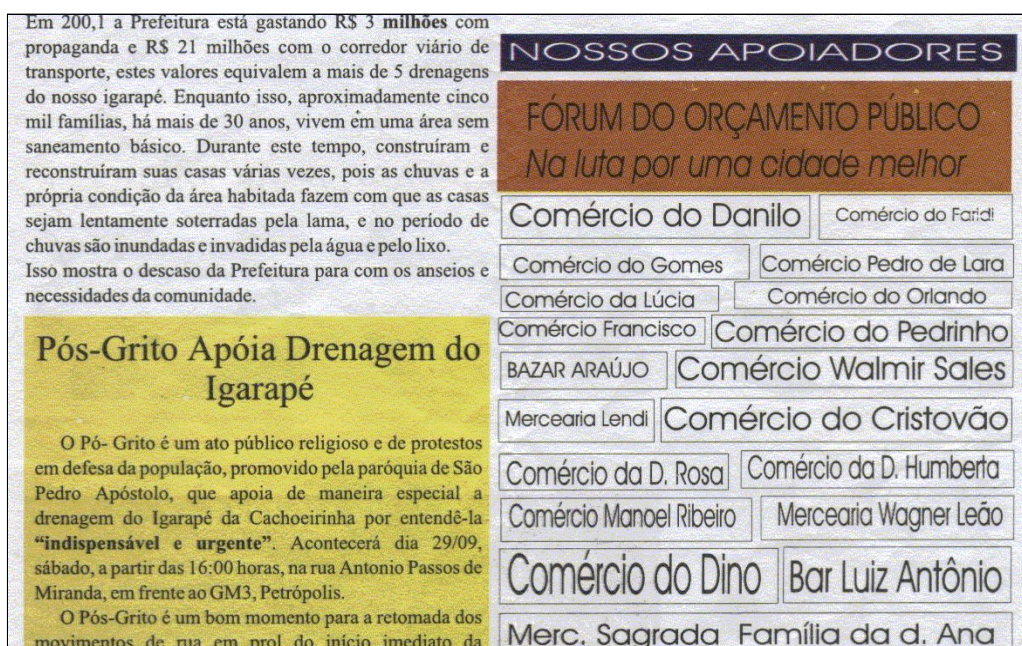 Em 200,1 a Prefeitura está gastando R$ 3 milhões com
propaganda e R$ 21 milhões com o corredor viário de
transporte, estes valores equivalem a mais de 5 drenagens
do nosso igarapé. Enquanto isso, aproximadamente cinco
mil famílias, há mais de 30 anos, vivem em uma área sem
saneamento básico. Durante este tempo, construíram e
reconstruíram suas casas várias vezes, pois as chuvas e a
própria condição da área habitada fazem com que as casas
sejam lentamente soterradas pela lama, e no período de
chuvas são inundadas e invadidas pela água e pelo lixo.
Isso mostra o descaso da Prefeitura para com os anseios e
necessidades da comunidade.
Pós-Grito Apóia Drenagem do
Igarapé
O Pó- Grito é um ato público religioso e de protestos
em defesa da população, promovido pela paróquia de São
Pedro Apóstolo, que apoia de maneira especial a
drenagem do Igarapé da Cachoeirinha por entendê-la
“indispensável e urgente”. Acontecerá dia 29/09,
sábado, a partir das 16:00 horas, na rua Antonio Passos de
Miranda, em frente ao GM3, Petrópolis.
O Pós-Grito é um bom momento para a retomada dos
movimentos de rua em prol do início imediato da
NOSSOS APOIADORES
FÓRUM DO ORÇAMENTO PÚBLICO
Na luta por uma cidade melhor
Comércio do Danilo
Comércio do Faridi
Comércio do Gomes
Comércio Pedro de Lara
Comércio da Lúcia
Comércio do Orlando
Comércio Francisco
Comércio do Pedrinho
BAZAR ARAÚJO
Comércio Walmir Sales
Mercearia Lendi
Comércio do Cristovão
Comércio da D. Rosa
Comércio da D. Humberta
Comércio Manoel Ribeiro
Mercearia Wagner Leão
Comércio do Dino
Bar Luiz Antônio
Merc. Sagrada Família da d. Ana